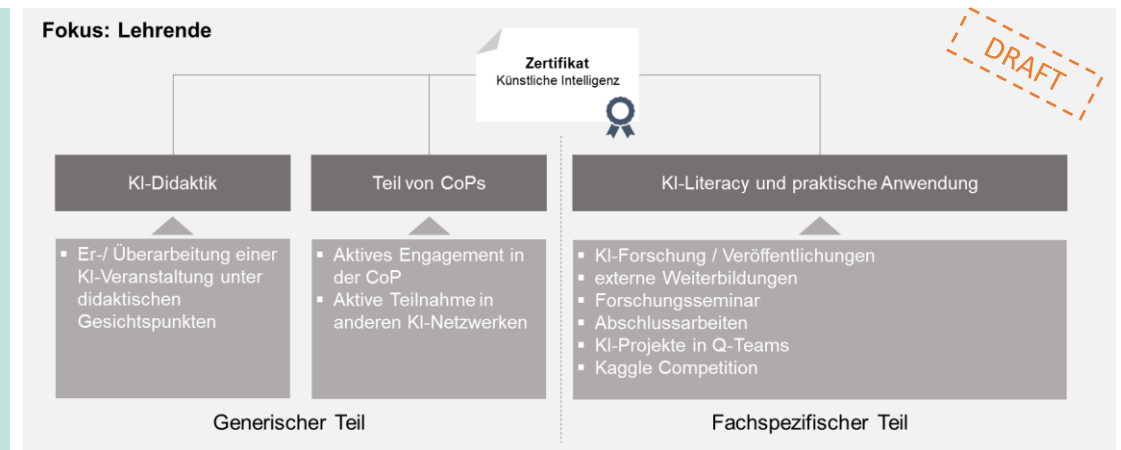 Fokus: Lehrende
DRAFT
Zertifikat
Künstliche Intelligenz
KI-Didaktik
Teil von CoPs
KI-Literacy und praktische Anwendung
▪ Er-/ Überarbeitung einer
KI-Veranstaltung unter
didaktischen
Gesichtspunkten
▪ Aktives Engagement in
der CoP
▪ Aktive Teilnahme in
anderen KI-Netzwerken
▪ KI-Forschung / Veröffentlichungen
▪ externe Weiterbildungen
▪ Forschungsseminar
▪ Abschlussarbeiten
▪ KI-Projekte in Q-Teams
▪ Kaggle Competition
Generischer Teil
Fachspezifischer Teil